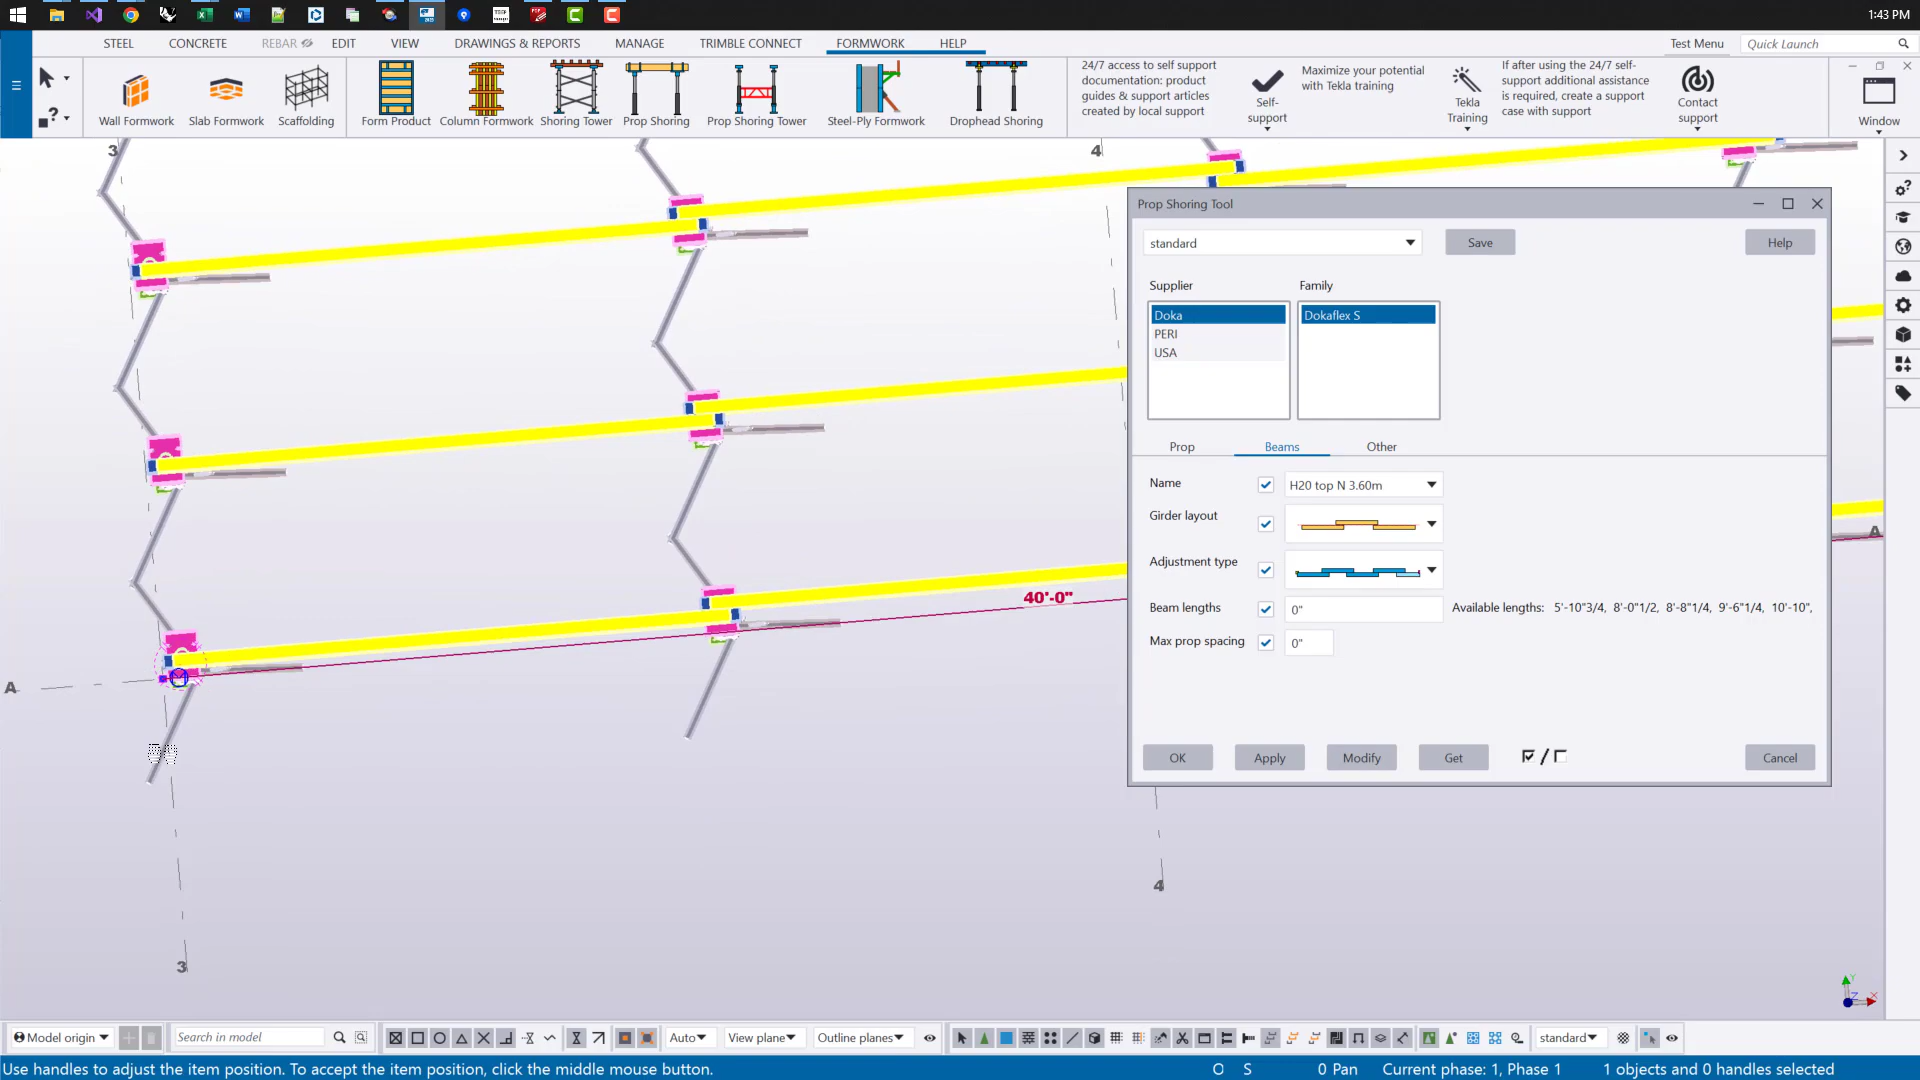 1:43 PM
STEEL CONCRETE REBAR EDIT VIEW DRAWINGS & REPORTS MANAGE TRIMBLE CONNECT FORMWORK HELP Test Menu Quick Launch
Wall Formwork
Slab Formwork
Scaffolding
Form Product
Column Formwork
Shoring Tower
Prop Shoring
Prop Shoring Tower
Steel-Ply Formwork
Drophead Shoring
24/7 access to self support
documentation: product
guides & support articles
created by local support
Self-
support
Maximize your potential
with Tekla training
Tekla
Training
If after using the 24/7 self-
support additional assistance
is required, create a support
case with support
Contact
support
Window
3
4
Prop Shoring Tool
standard Save Help
Supplier Family
Doka Dokaflex S
PERI
USA
Prop Beams Other
Name H20 top N 3.60m
Girder layout
Adjustment type
Beam lengths 0" Available lengths: 5'-10"3/4, 8'-0"1/2, 8'-8"1/4, 9'-6"1/4, 10'-10",
Max prop spacing 0"
OK Apply Modify Get / Cancel
40'-0"
A
A
4
3
Model origin Search in model Auto View plane Outline planes standard
Use handles to adjust the item position. To accept the item position, click the middle mouse button. O S 0 Pan Current phase: 1, Phase 1 1 objects and 0 handles selected